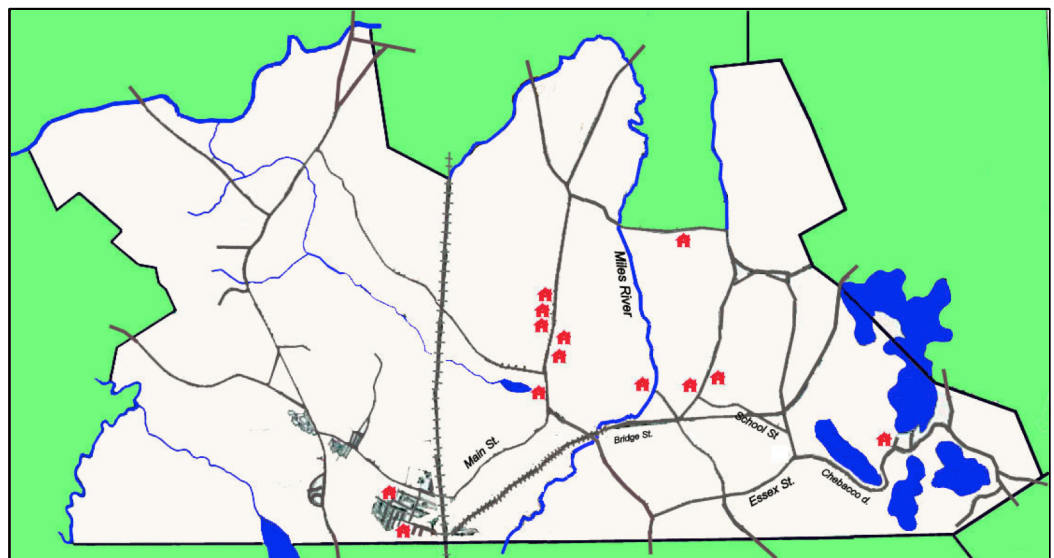 Miles River
Main St.
Bridge St.
School St.
Essex St.
Chebacco d.